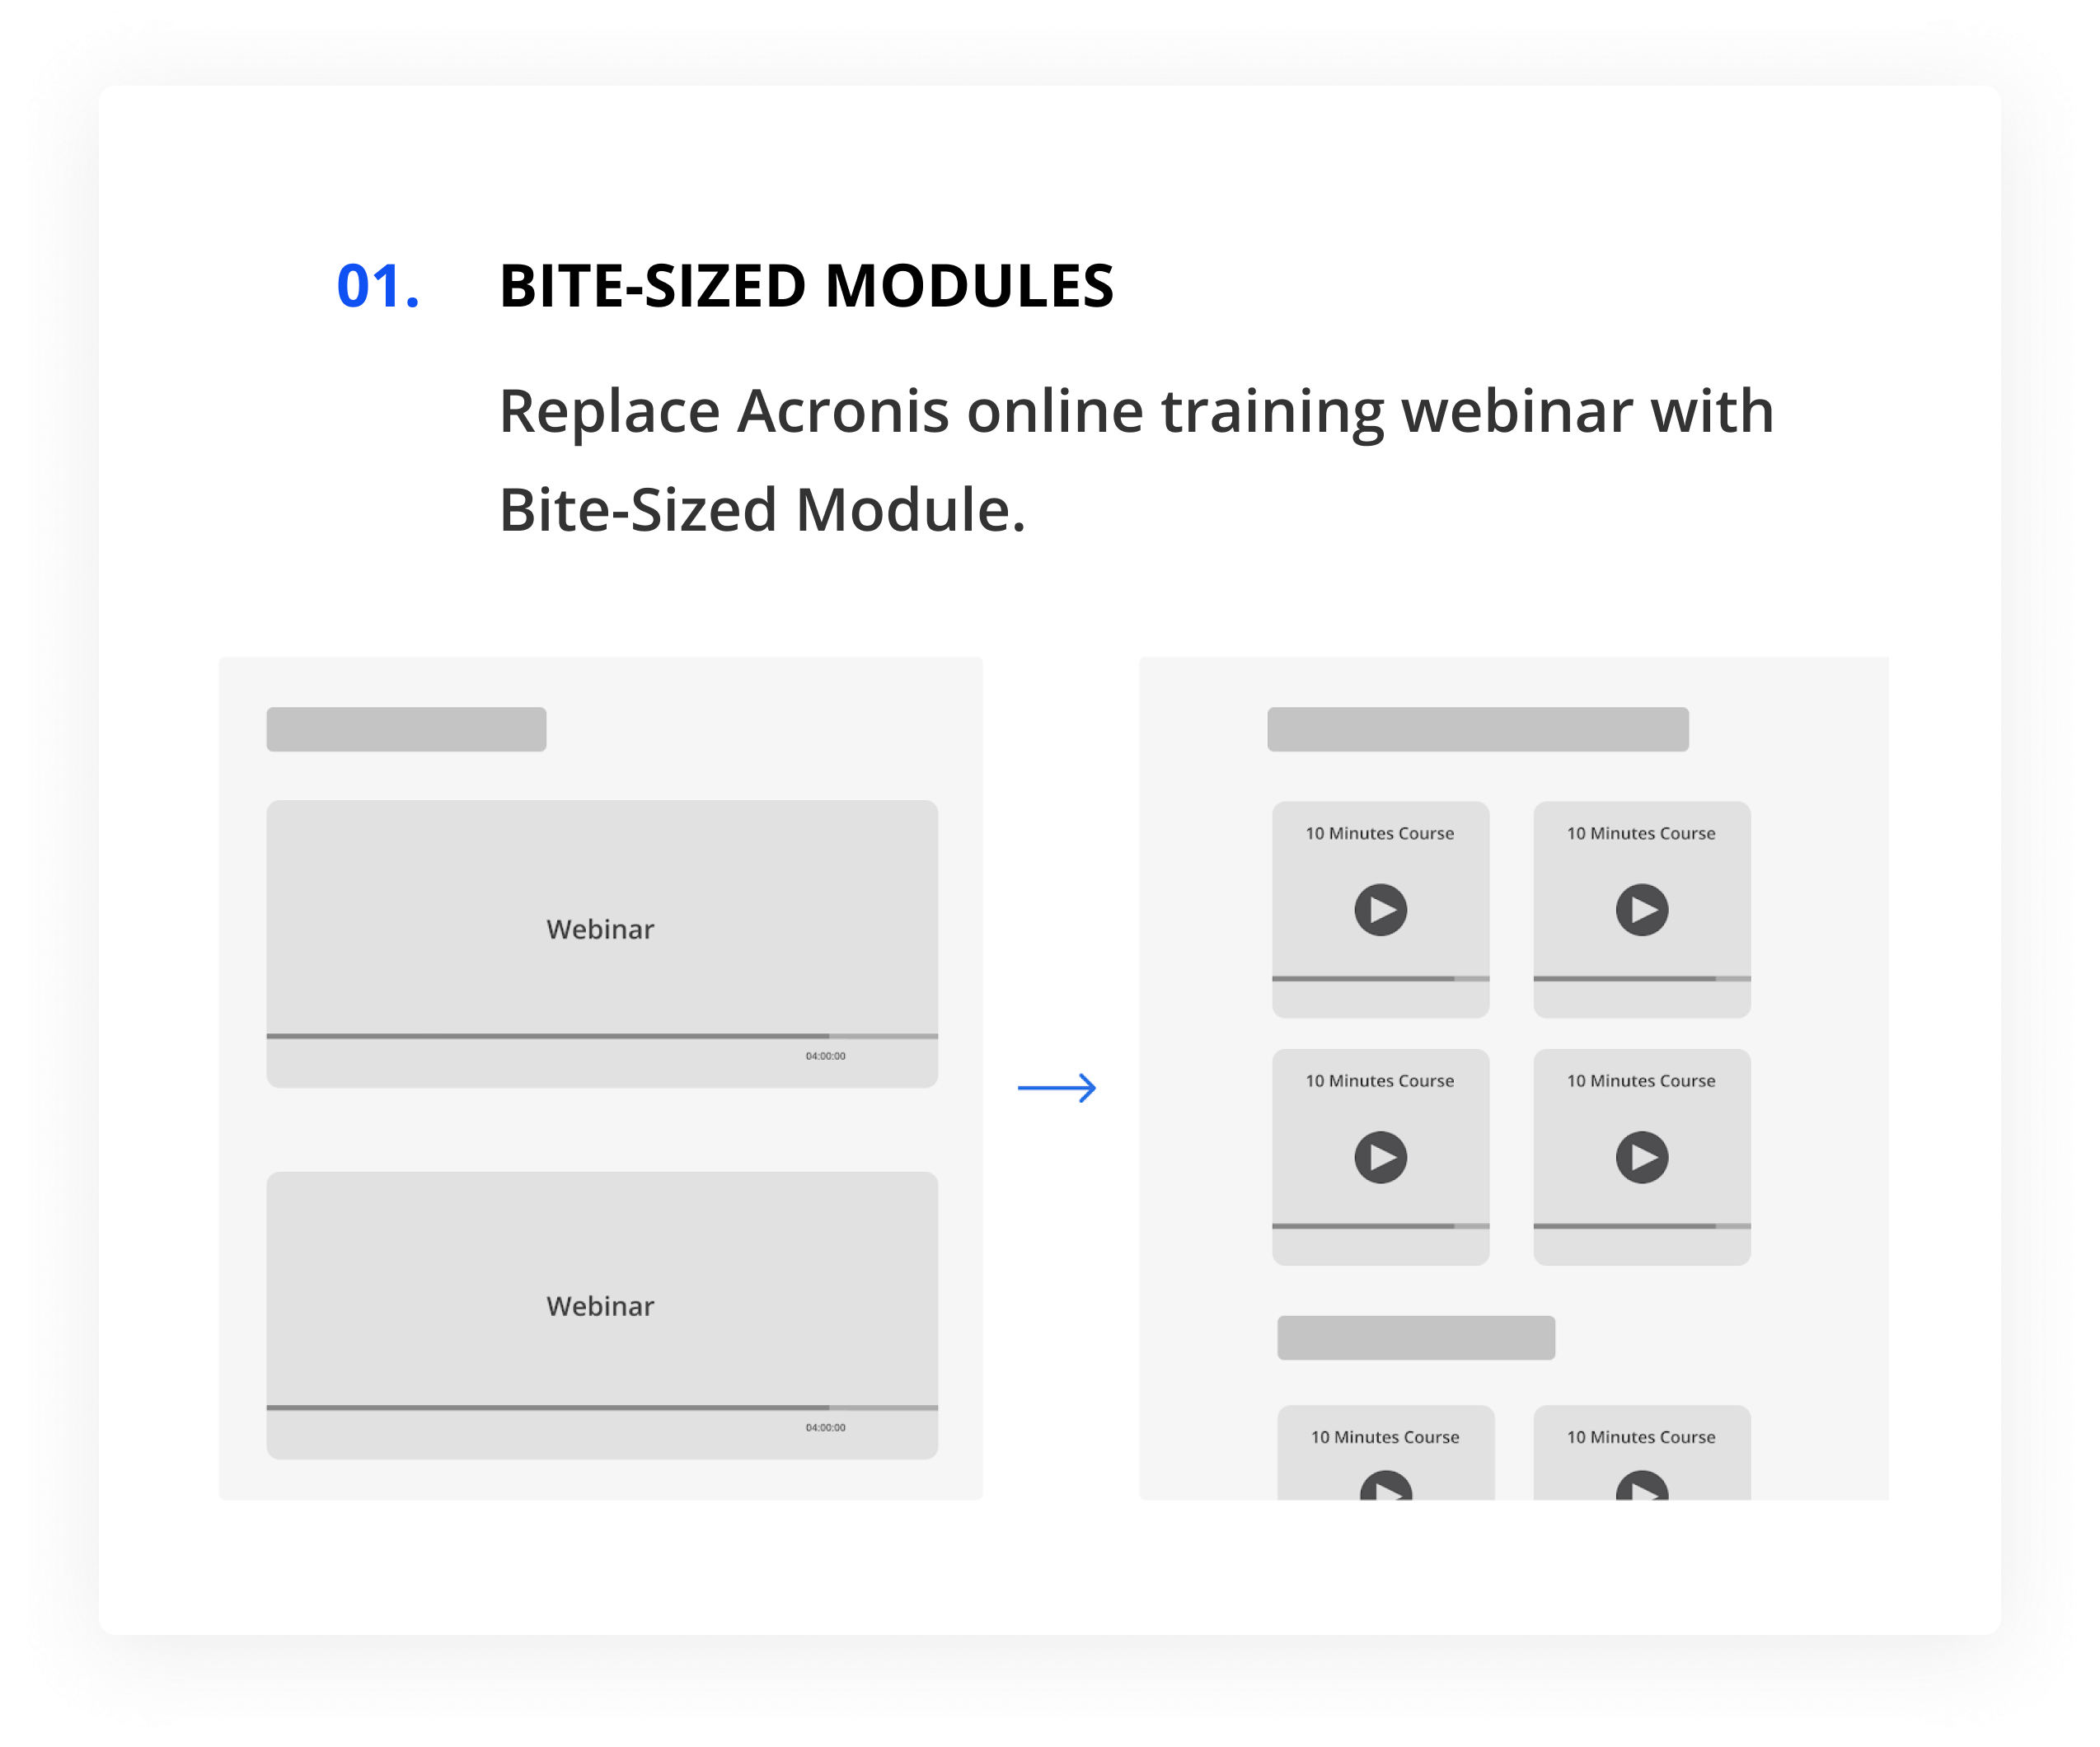 01. BITE-SIZED MODULES
Replace Acronis online training webinar with
Bite-Sized Module.
Webinar
04:00:00
Webinar
04:00:00
10 Minutes Course
10 Minutes Course
10 Minutes Course
10 Minutes Course
10 Minutes Course
10 Minutes Course